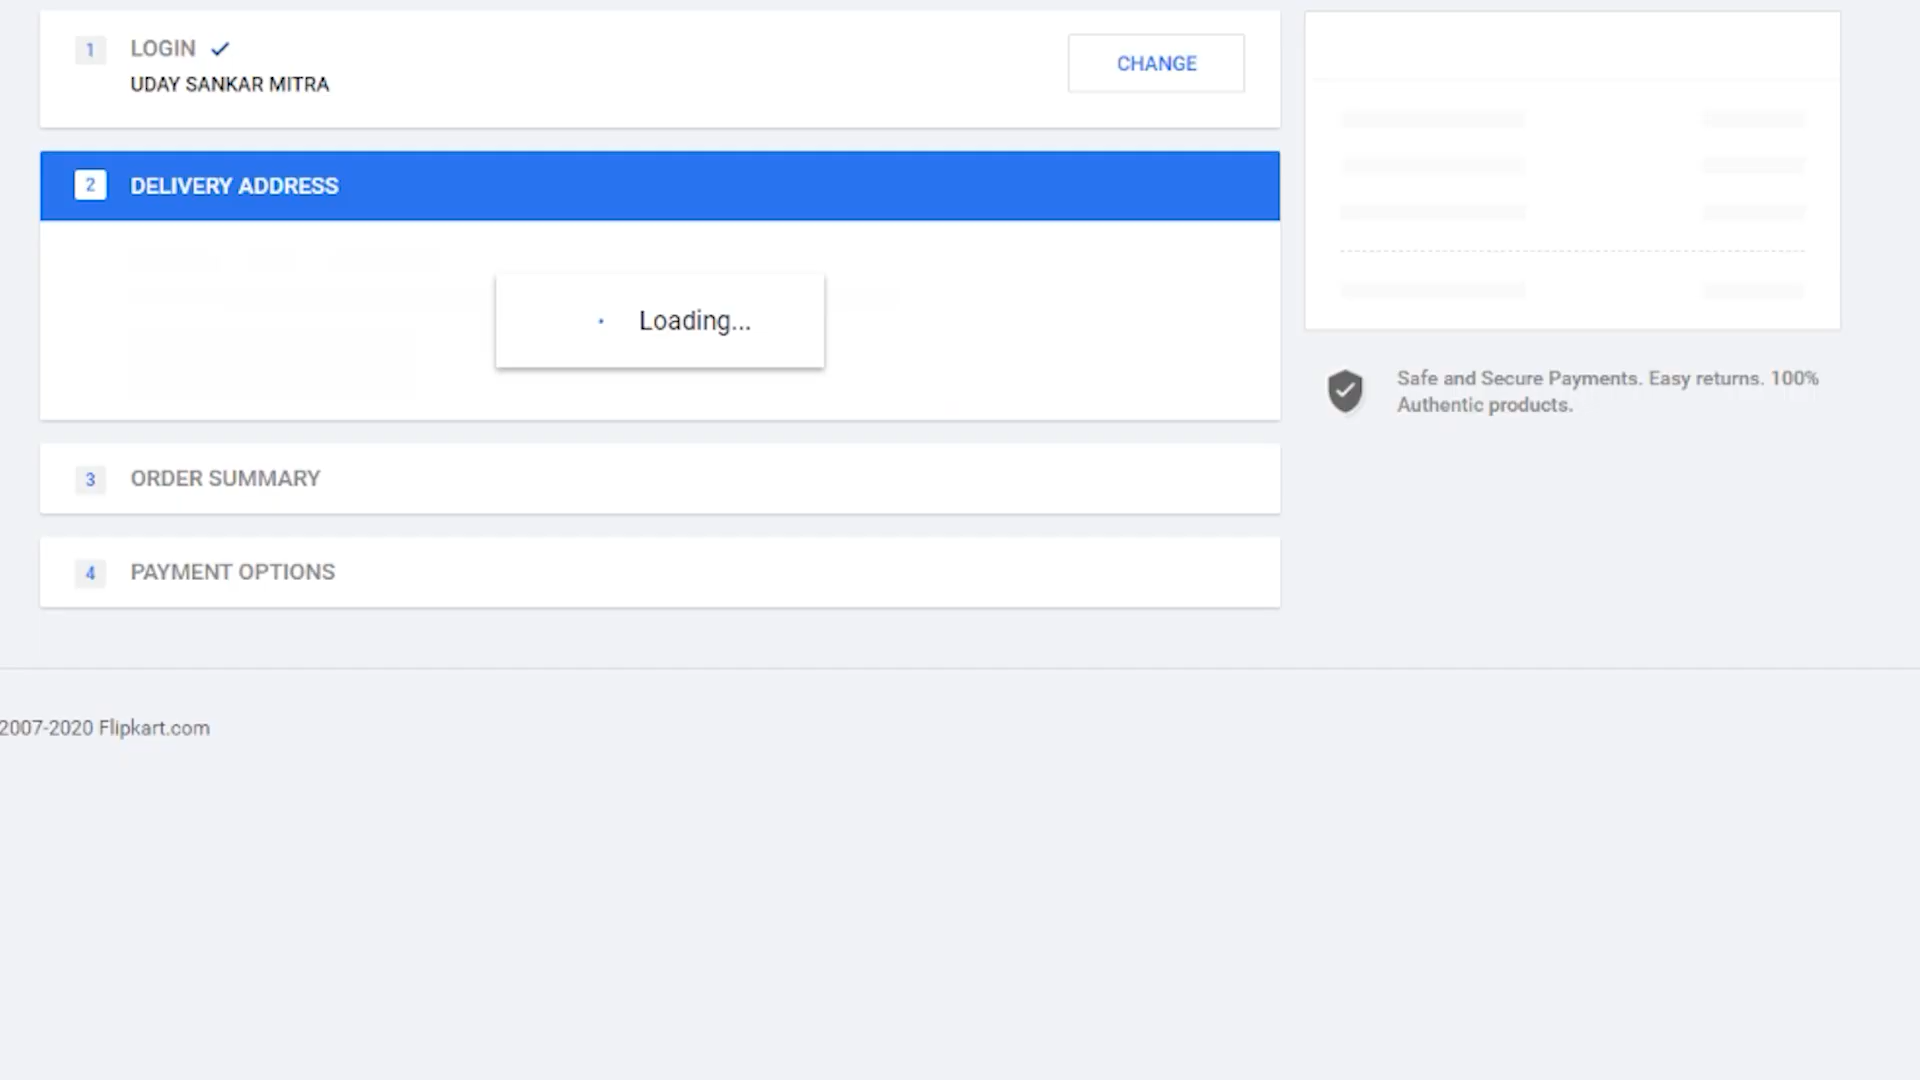 1 LOGIN
UDAY SANKAR MITRA
CHANGE
2 DELIVERY ADDRESS
Loading...
3 ORDER SUMMARY
4 PAYMENT OPTIONS
Safe and Secure Payments. Easy returns. 100%
Authentic products.
2007-2020 Flipkart.com